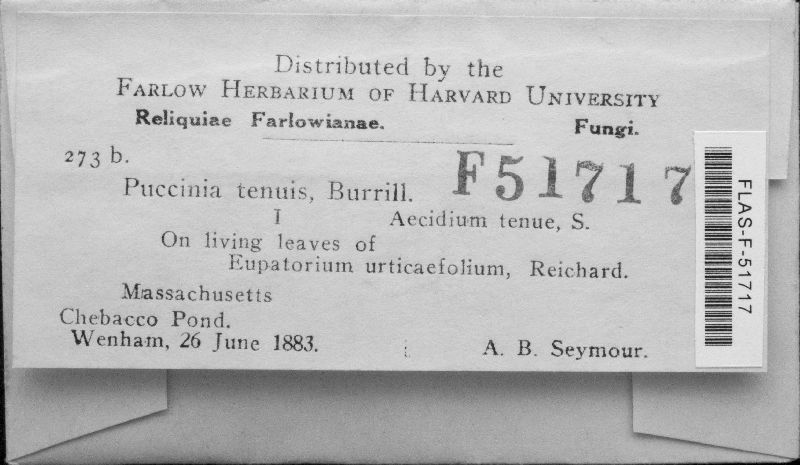 Distributed by the
FARLOW HERBARIUM OF HARVARD UNIVERSITY
Reliquiae Farlowianae. Fungi.
273 b. F51717
Puccinia tenuis, Burrill.
I Aecidium tenue, S.
On living leaves of
Eupatorium urticaefolium, Reichard.
Massachusetts
Chebacco Pond.
Wenham, 26 June 1883. A. B. Seymour.
FLAS-F-51717